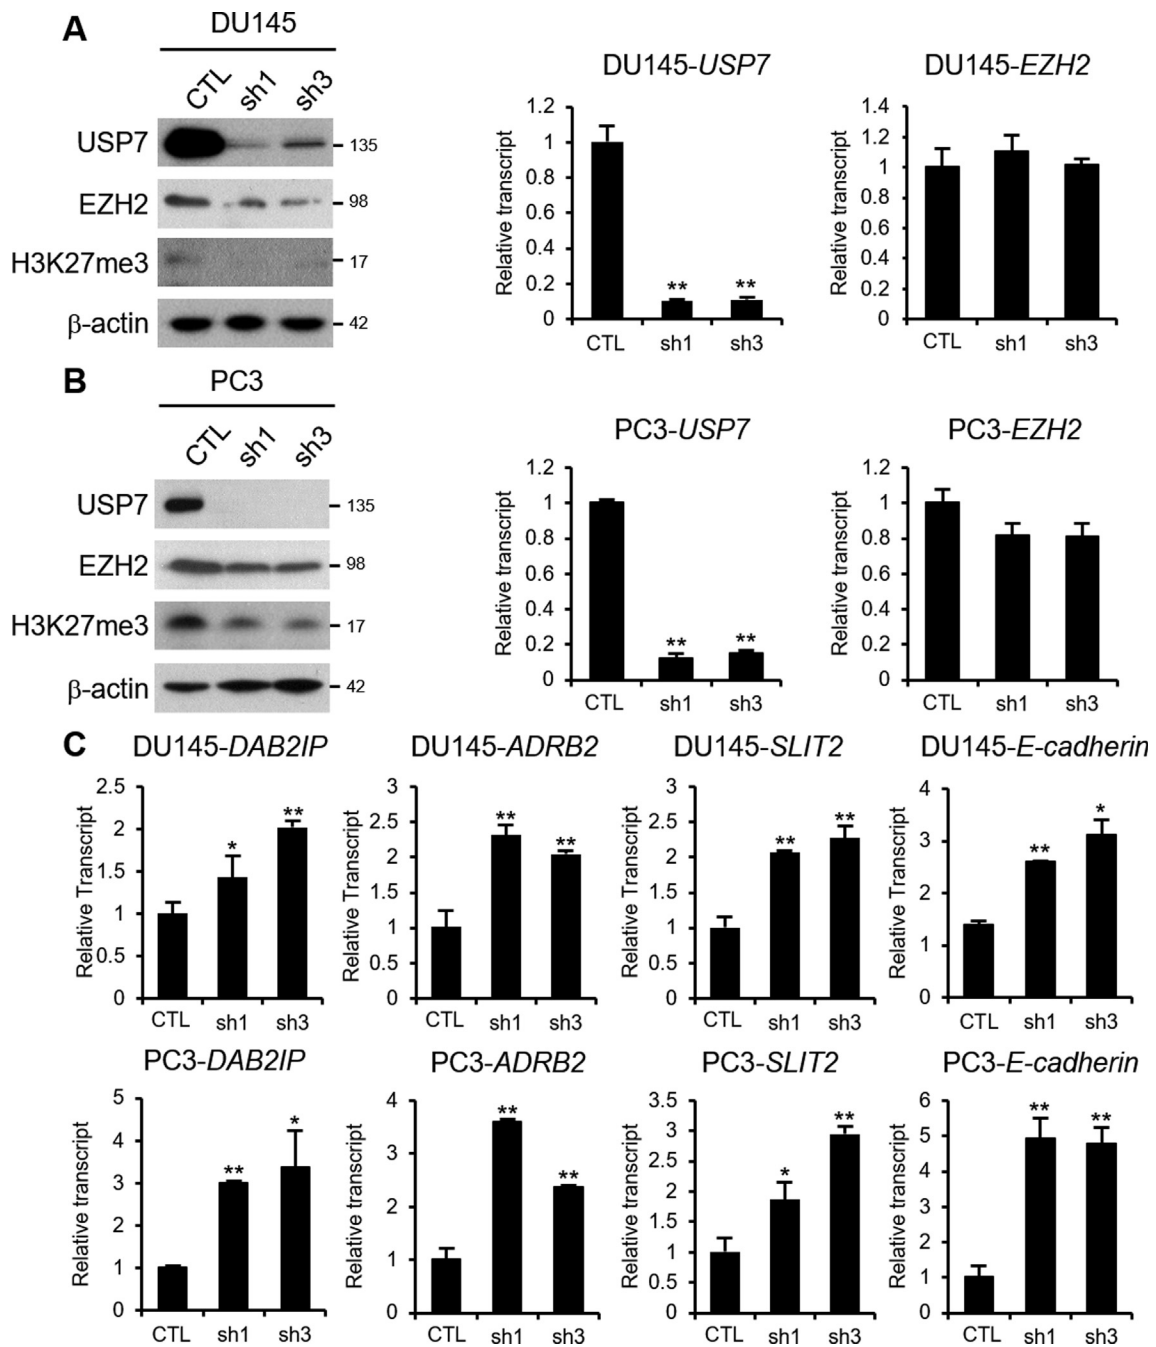 A
DU145
CTL sh1 sh3
USP7 135
EZH2 98
H3K27me3 17
β-actin 42
DU145-USP7
Relative transcript
1.2
1
0.8
0.6
0.4
0.2
0
** **
CTL sh1 sh3
DU145-EZH2
Relative transcript
1.4
1.2
1
0.8
0.6
0.4
0.2
0
CTL sh1 sh3
B
PC3
CTL sh1 sh3
USP7 135
EZH2 98
H3K27me3 17
β-actin 42
PC3-USP7
Relative transcript
1.2
1
0.8
0.6
0.4
0.2
0
** **
CTL sh1 sh3
PC3-EZH2
Relative transcript
1.2
1
0.8
0.6
0.4
0.2
0
CTL sh1 sh3
C
DU145-DAB2IP
Relative Transcript
2.5
2
1.5
1
0.5
0
* **
CTL sh1 sh3
DU145-ADRB2
Relative Transcript
3
2.5
2
1.5
1
0.5
0
** **
CTL sh1 sh3
DU145-SLIT2
Relative Transcript
3
2.5
2
1.5
1
0.5
0
** **
CTL sh1 sh3
DU145-E-cadherin
Relative Transcript
4
3
2
1
0
** *
CTL sh1 sh3
PC3-DAB2IP
Relative transcript
5
4
3
2
1
0
** *
CTL sh1 sh3
PC3-ADRB2
Relative transcript
4
3
2
1
0
** **
CTL sh1 sh3
PC3-SLIT2
Relative transcript
3.5
3
2.5
2
1.5
1
0.5
0
* **
CTL sh1 sh3
PC3-E-cadherin
Relative transcript
6
5
4
3
2
1
0
** **
CTL sh1 sh3